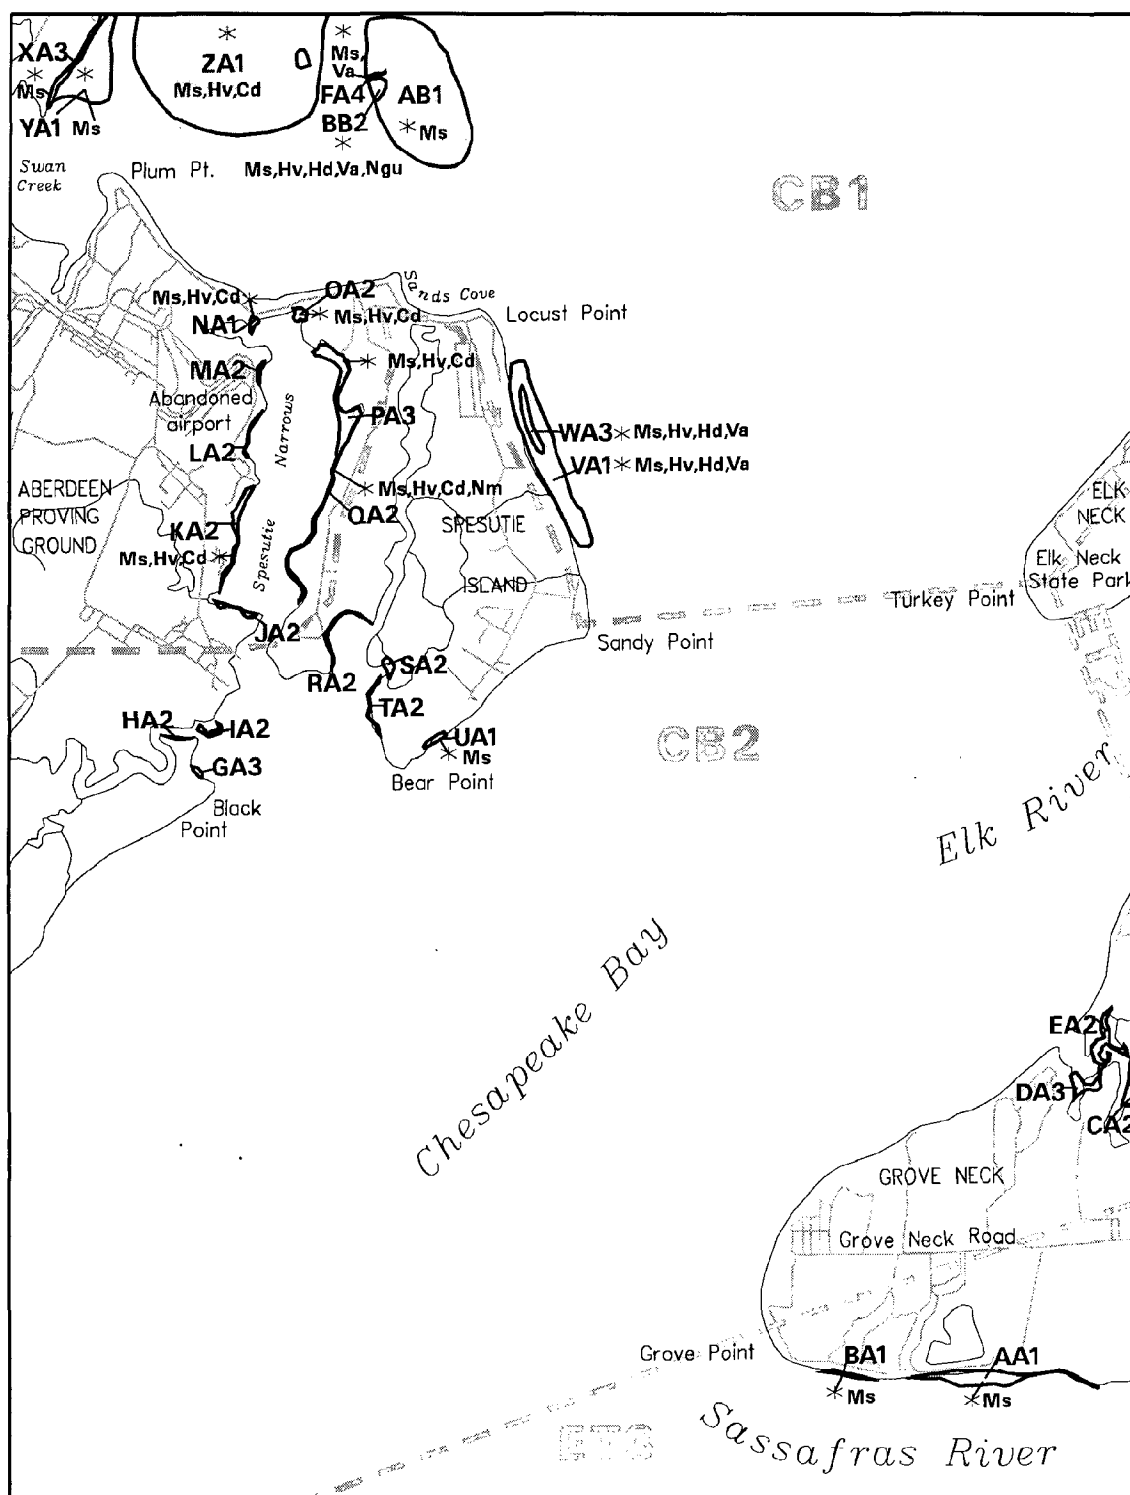 XA3
Ms
YA1 Ms
ZA1
Ms,Hv,Cd
Ms,
Va
FA4
BB2
AB1
Ms
Swan
Creek
Plum Pt.
Ms,Hv,Hd,Va,Ngu
CB1
Ms,Hv,Cd
NA1
OA2
Ms,Hv,Cd
Sands Cove
Locust Point
MA2
Ms,Hv,Cd
Abandoned
airport
PA3
LA2
Spesutie Narrows
WA3 Ms,Hv,Hd,Va
VA1 Ms,Hv,Hd,Va
ABERDEEN
PROVING
GROUND
KA2
Ms,Hv,Cd
Ms,Hv,Cd,Nm
QA2
SPESUTIE
ISLAND
ELK
NECK
Elk Neck
State Park
Turkey Point
JA2
Sandy Point
RA2
SA2
TA2
HA2
IA2
UA1
Ms
GA3
Bear Point
CB2
Black
Point
Elk River
Chesapeake Bay
EA2
DA3
CA2
GROVE NECK
Grove Neck Road
Grove Point
BA1
Ms
AA1
Ms
Sassafras River